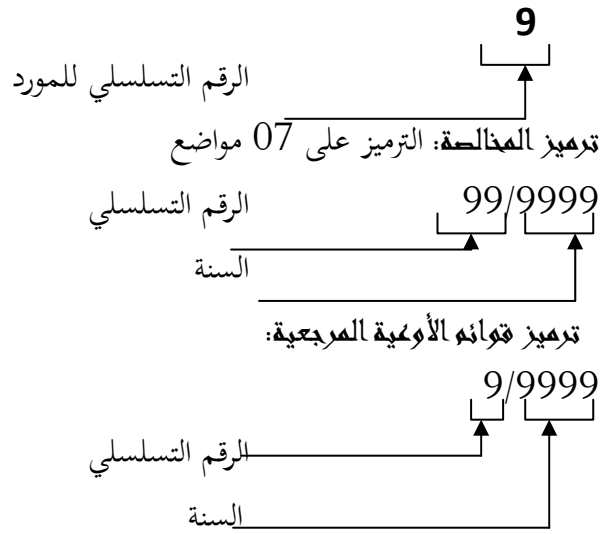 9
الرقم التسلسلي للمورد
ترميز المخالصة: الترميز على 07 مواضع
99/9999
الرقم التسلسلي
السنة
ترميز قوائم الأوعية المرجعية:
9/9999
الرقم التسلسلي
السنة